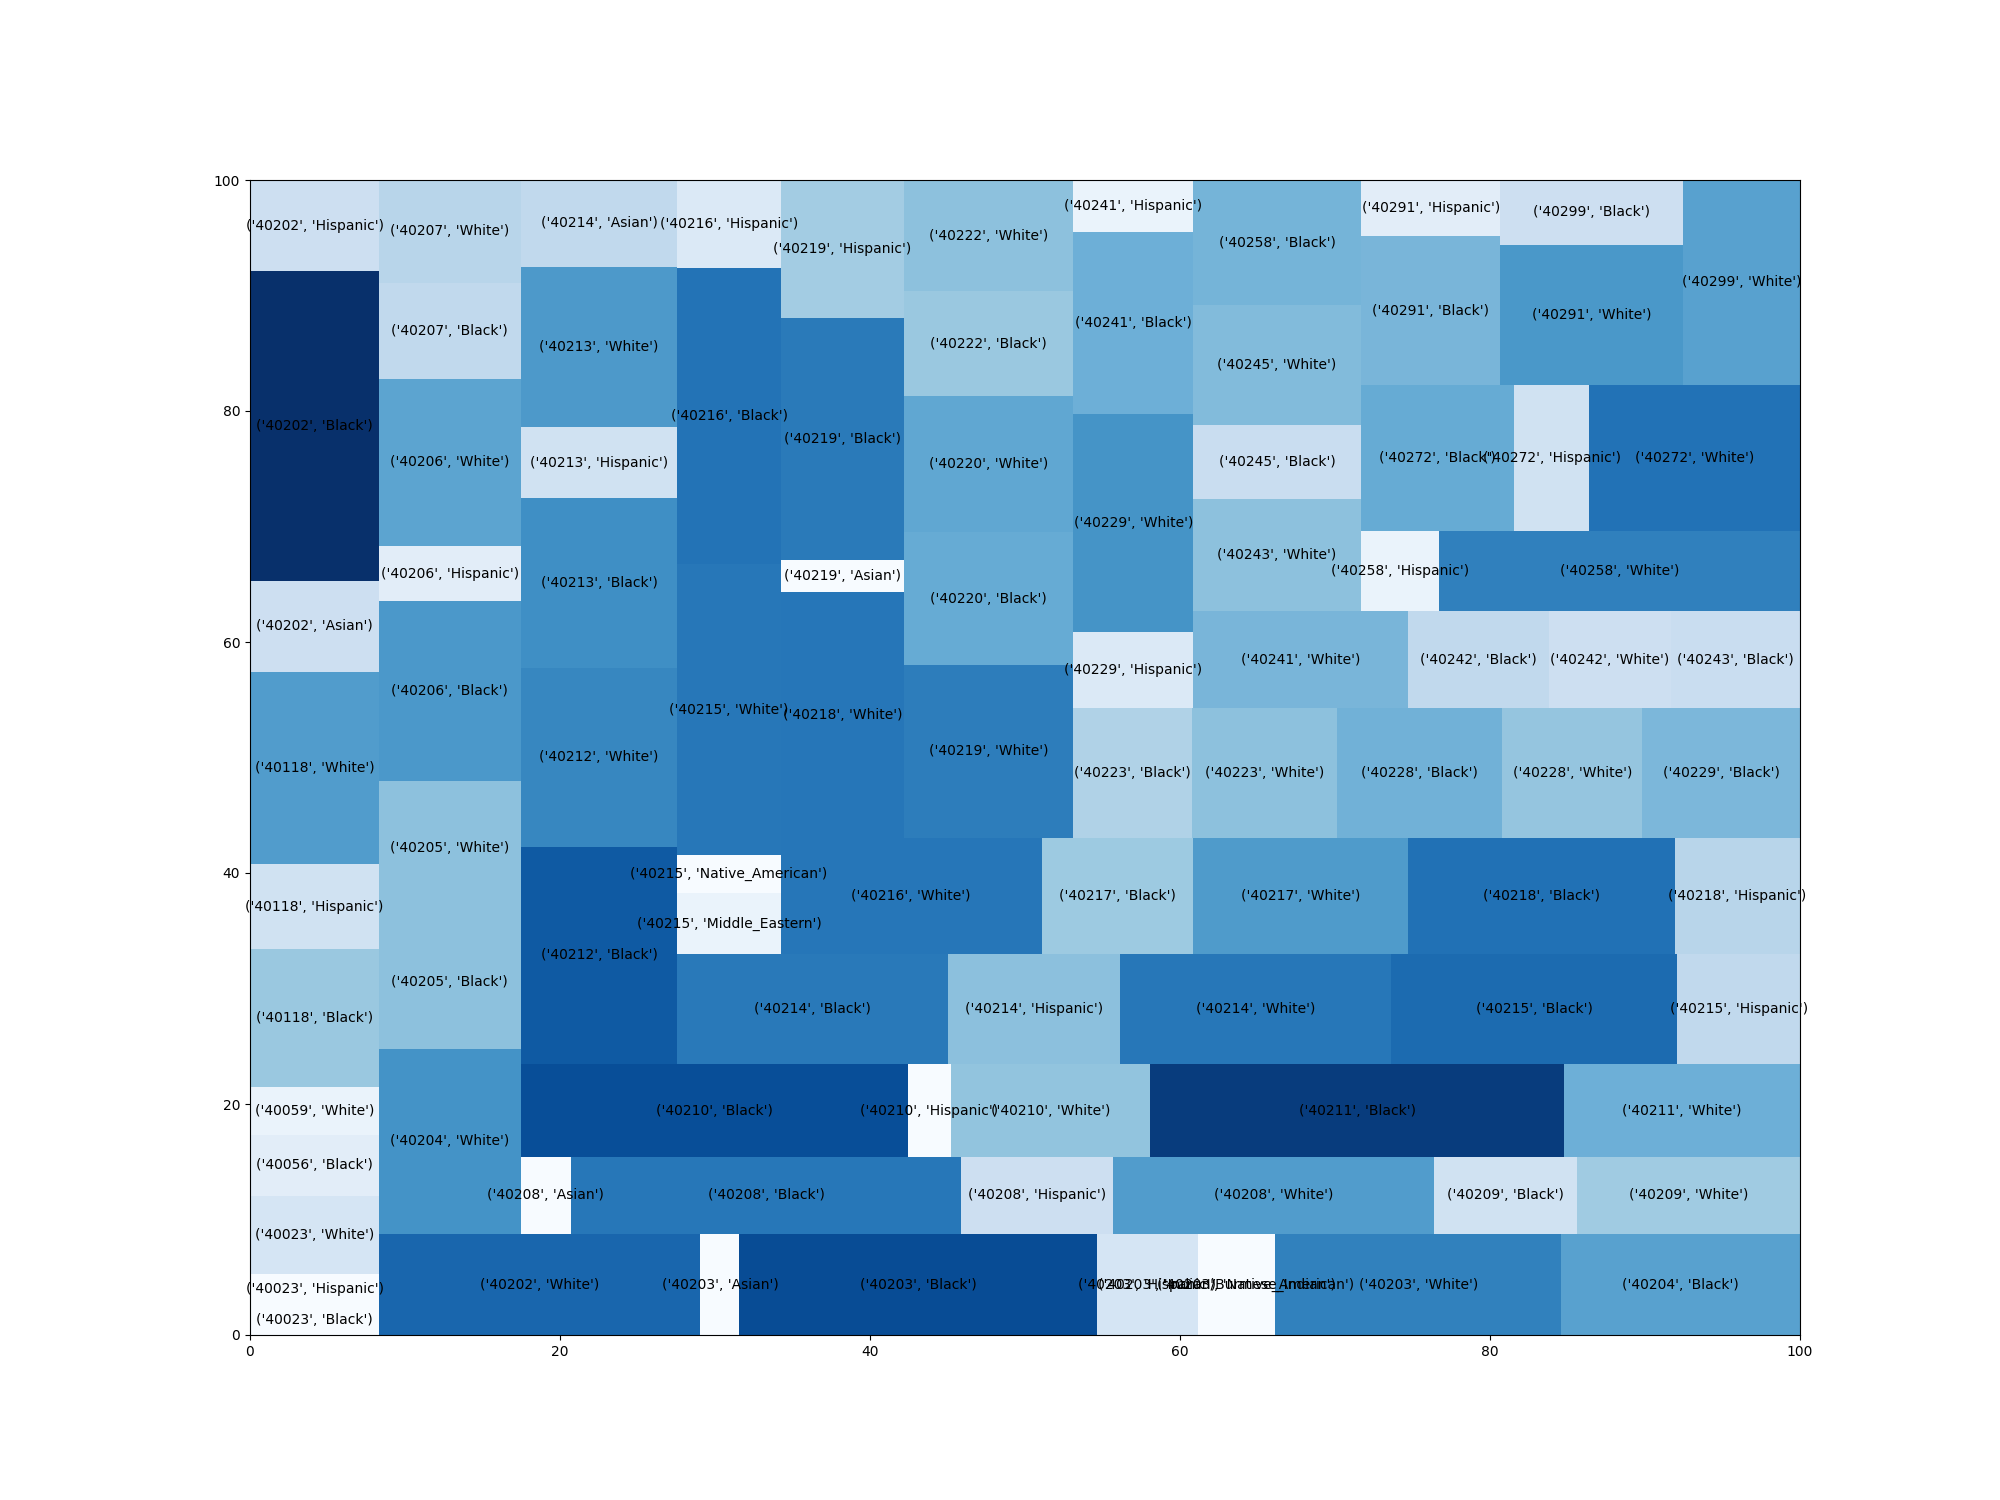 100
('40202', 'Hispanic')
('40207', 'White')
('40214', 'Asian')
('40216', 'Hispanic')
('40219', 'Hispanic')
('40222', 'White')
('40241', 'Hispanic')
('40258', 'Black')
('40291', 'Hispanic')
('40299', 'Black')
('40299', 'White')
('40207', 'Black')
('40213', 'White')
('40222', 'Black')
('40241', 'Black')
('40245', 'White')
('40291', 'Black')
('40291', 'White')
80
('40202', 'Black')
('40206', 'White')
('40213', 'Hispanic')
('40216', 'Black')
('40219', 'Black')
('40220', 'White')
('40229', 'White')
('40245', 'Black')
('40272', 'Black')
('40272', 'Hispanic')
('40272', 'White')
('40206', 'Hispanic')
('40213', 'Black')
('40219', 'Asian')
('40220', 'Black')
('40243', 'White')
('40258', 'Hispanic')
('40258', 'White')
60
('40202', 'Asian')
('40206', 'Black')
('40215', 'White')
('40218', 'White')
('40229', 'Hispanic')
('40241', 'White')
('40242', 'Black')
('40242', 'White')
('40243', 'Black')
('40118', 'White')
('40212', 'White')
('40219', 'White')
('40223', 'Black')
('40223', 'White')
('40228', 'Black')
('40228', 'White')
('40229', 'Black')
40
('40118', 'Hispanic')
('40205', 'White')
('40215', 'Native_American')
('40215', 'Middle_Eastern')
('40216', 'White')
('40217', 'Black')
('40217', 'White')
('40218', 'Black')
('40218', 'Hispanic')
('40118', 'Black')
('40205', 'Black')
('40212', 'Black')
('40214', 'Black')
('40214', 'Hispanic')
('40214', 'White')
('40215', 'Black')
('40215', 'Hispanic')
20
('40059', 'White')
('40056', 'Black')
('40204', 'White')
('40210', 'Black')
('40210', 'Hispanic')
('40210', 'White')
('40211', 'Black')
('40211', 'White')
('40023', 'White')
('40208', 'Asian')
('40208', 'Black')
('40208', 'Hispanic')
('40208', 'White')
('40209', 'Black')
('40209', 'White')
('40023', 'Hispanic')
('40023', 'Black')
('40202', 'White')
('40203', 'Asian')
('40203', 'Black')
('40203', 'White')
('40204', 'Black')
0
0
20
40
60
80
100